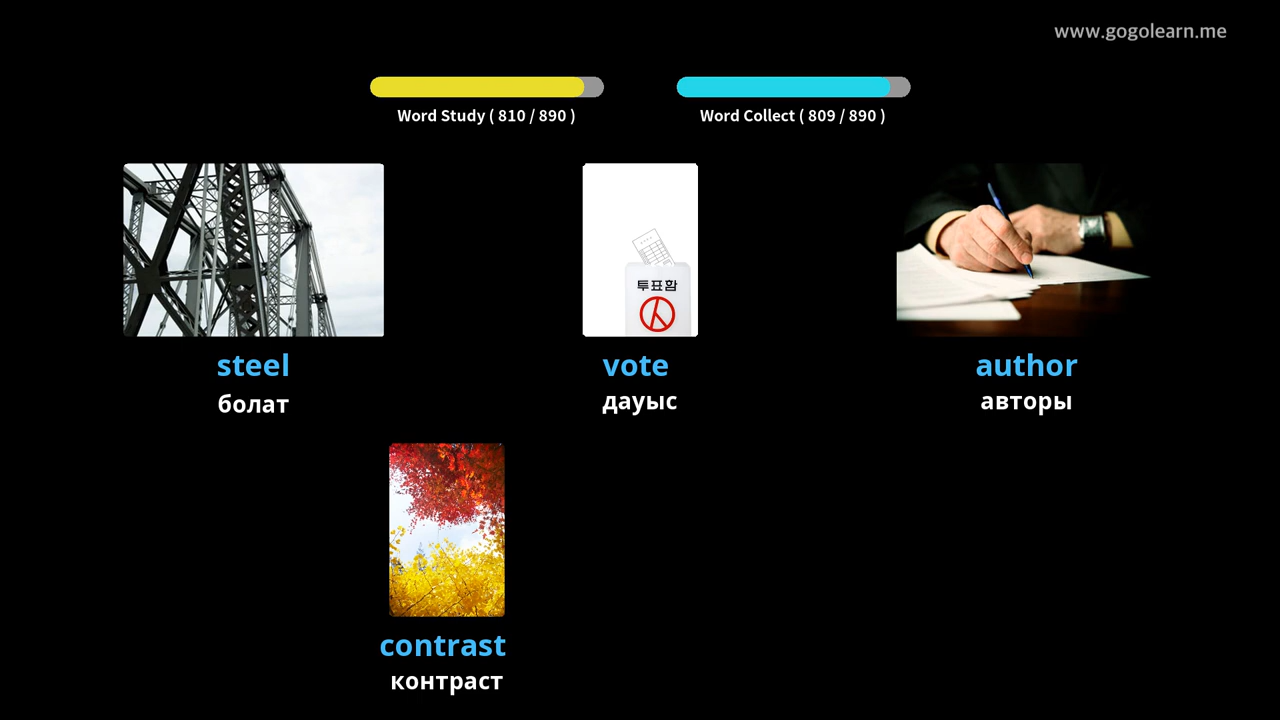 www.gogolearn.me
Word Study ( 810 / 890 )
Word Collect ( 809 / 890 )
투표함
steel
vote
author
болат
дауыс
авторы
contrast
контраст